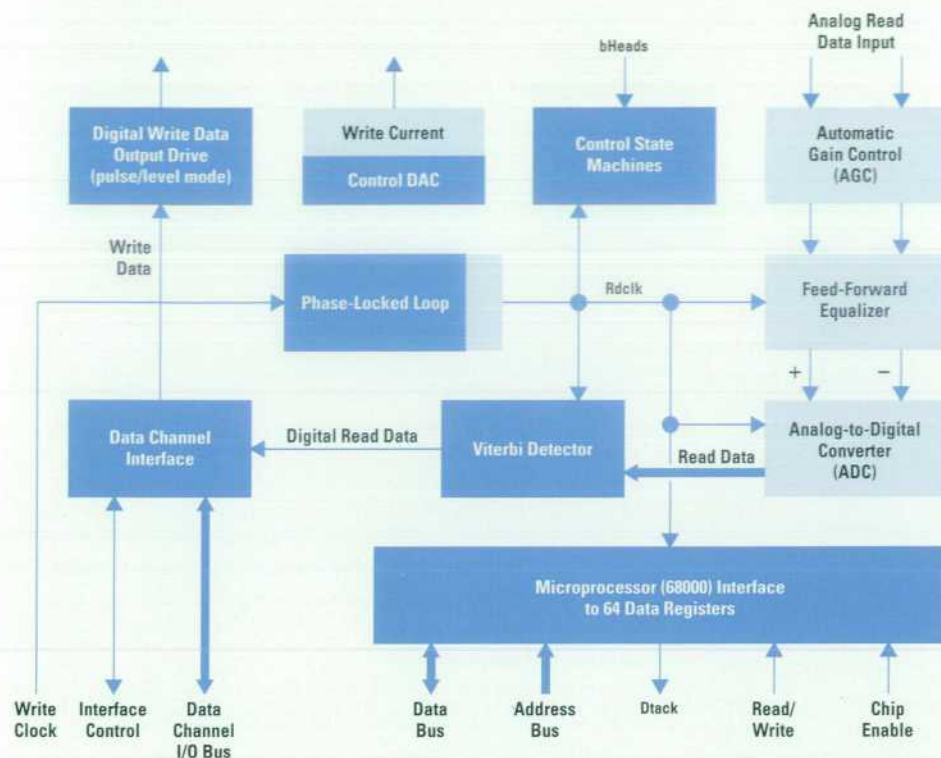 Analog Read
Data Input
bHeads
Digital Write Data
Output Drive
(pulse/level mode)
Write Current
Control DAC
Control State
Machines
Automatic
Gain Control
(AGC)
Write
Data
Phase-Locked Loop
Rdclk
Feed-Forward
Equalizer
+
–
Data Channel
Interface
Digital Read Data
Viterbi Detector
Read Data
Analog-to-Digital
Converter
(ADC)
Microprocessor (68000) Interface
to 64 Data Registers
Write
Clock
Interface
Control
Data
Channel
I/O Bus
Data
Bus
Address
Bus
Dtack
Read/
Write
Chip
Enable